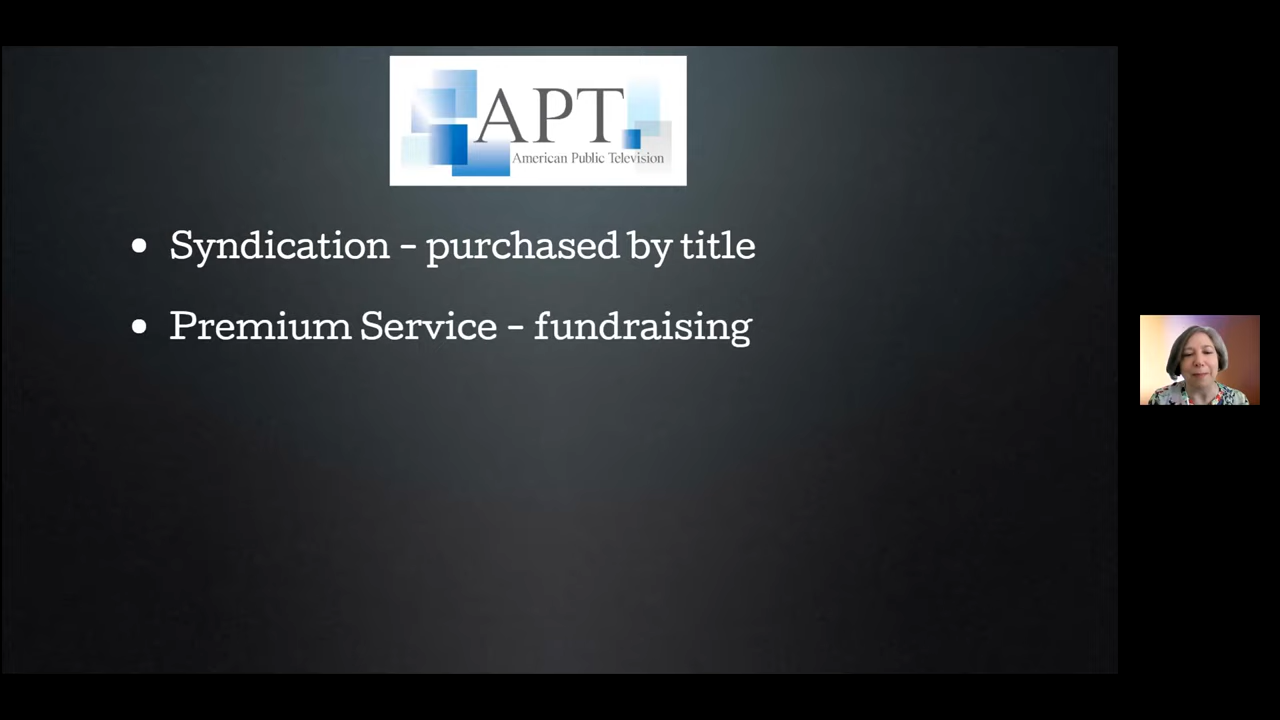 APT
American Public Television
• Syndication - purchased by title
• Premium Service - fundraising